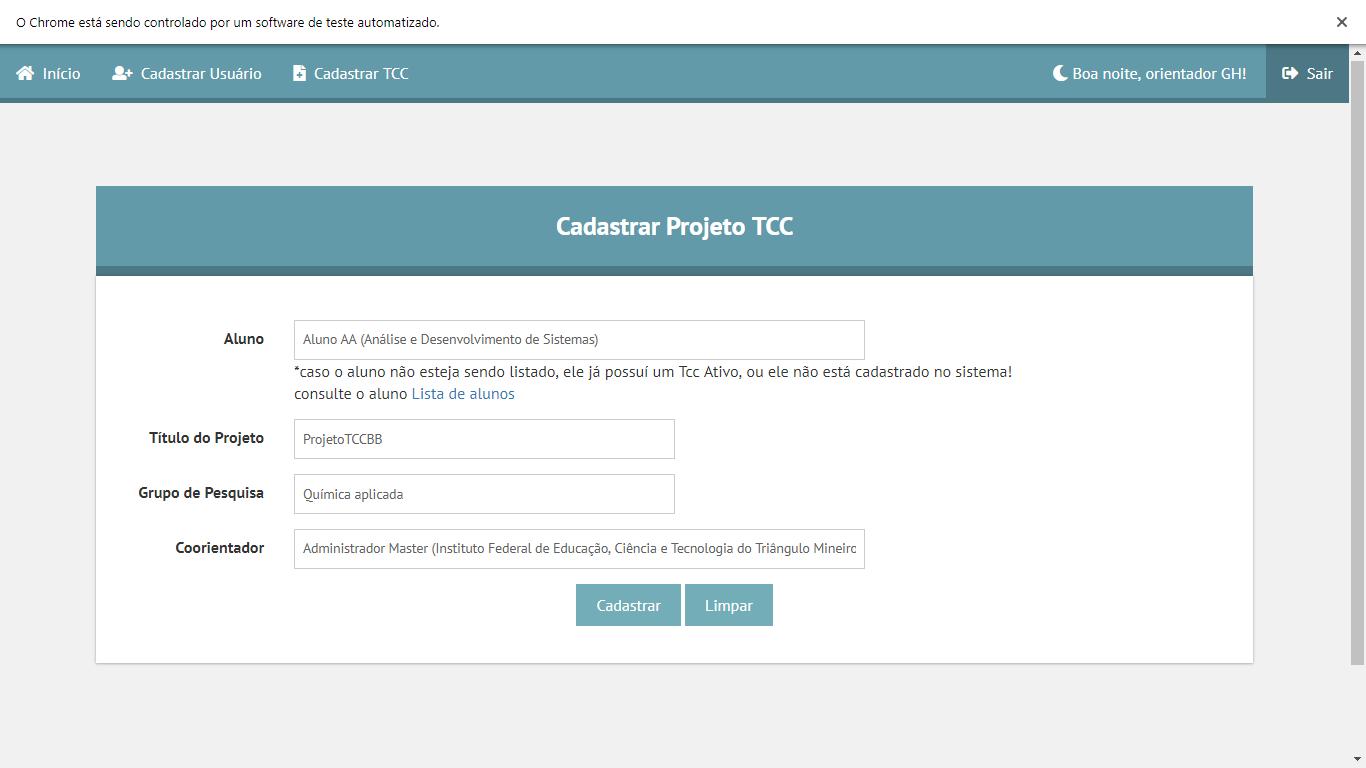 O Chrome está sendo controlado por um software de teste automatizado.
Início Cadastrar Usuário Cadastrar TCC Boa noite, orientador GH! Sair
Cadastrar Projeto TCC
Aluno Aluno AA (Análise e Desenvolvimento de Sistemas)
*caso o aluno não esteja sendo listado, ele já possuí um Tcc Ativo, ou ele não está cadastrado no sistema!
consulte o aluno Lista de alunos
Título do Projeto ProjetoTCCBB
Grupo de Pesquisa Química aplicada
Coorientador Administrador Master (Instituto Federal de Educação, Ciência e Tecnologia do Triângulo Mineiro
Cadastrar Limpar